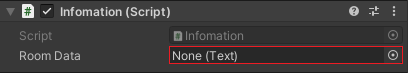 Infomation (Script)
Script Infomation
Room Data None (Text)